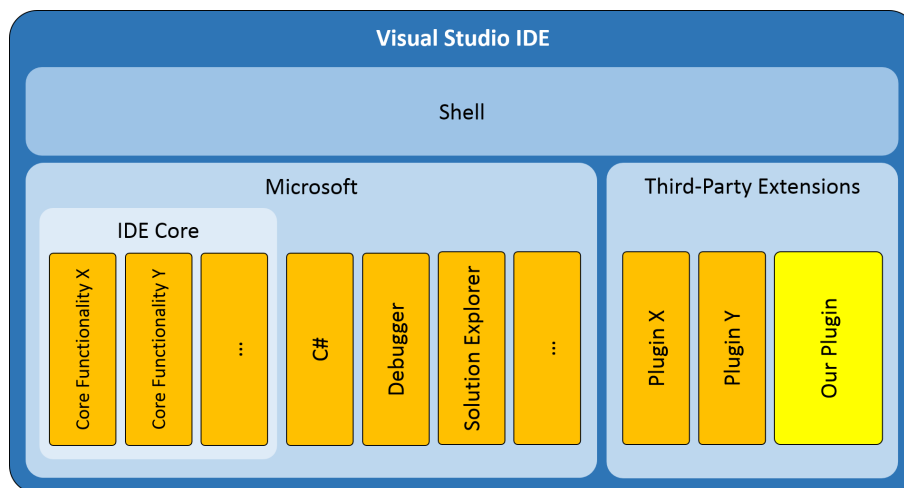 Visual Studio IDE
Shell
Microsoft
IDE Core
Core Functionality X
Core Functionality Y
...
C#
Debugger
Solution Explorer
...
Third-Party Extensions
Plugin X
Plugin Y
Our Plugin